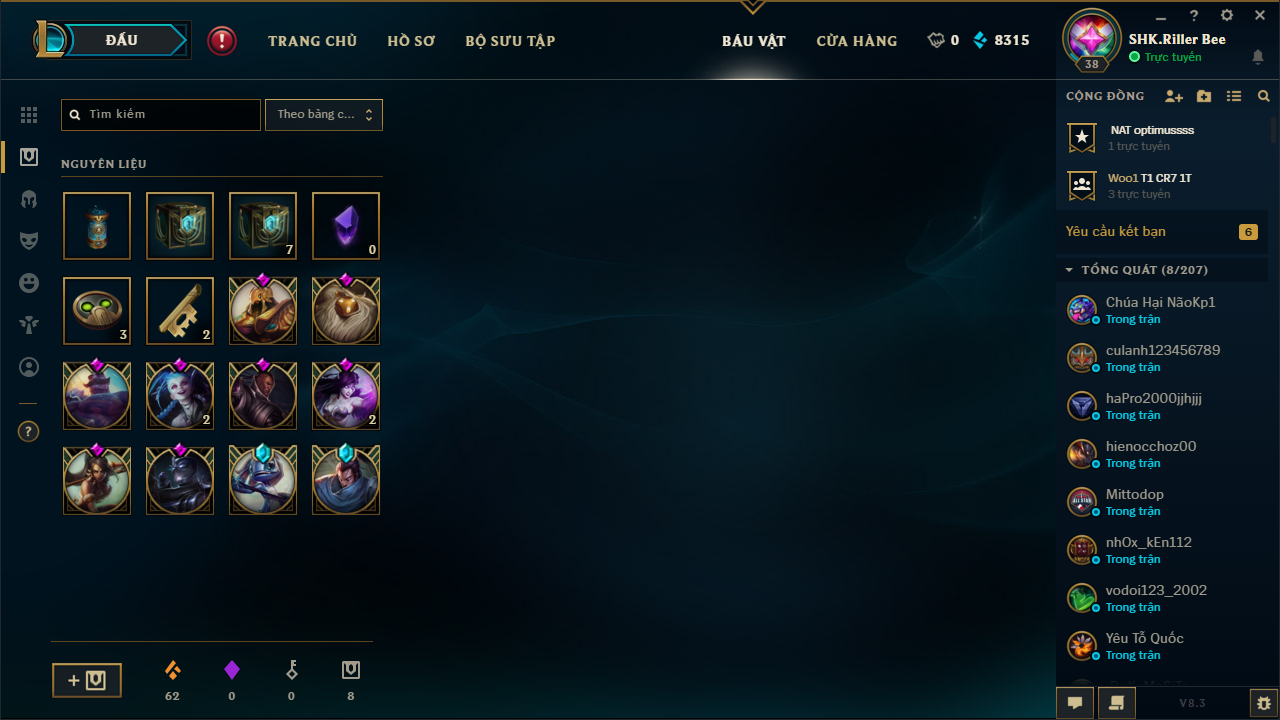 ĐẤU
TRANG CHỦ
HỒ SƠ
BỘ SƯU TẬP
BÁU VẬT
CỬA HÀNG
0
8315
38
SHK.Riller Bee
Trực tuyến
Tìm kiếm
Theo bảng c...
NGUYÊN LIỆU
7
0
3
2
2
2
62
0
0
8
CỘNG ĐỒNG
NAT optimussss
1 trực tuyến
Woo1 T1 CR7 1T
3 trực tuyến
Yêu cầu kết bạn
6
TỔNG QUÁT (8/207)
Chúa Hại NãoKp1
Trong trận
culanh123456789
Trong trận
haPro2000jjhjjj
Trong trận
hienocchoz00
Trong trận
Mittodop
Trong trận
nhOx_kEn112
Trong trận
vodoi123_2002
Trong trận
Yêu Tỗ Quốc
Trong trận
V8.3